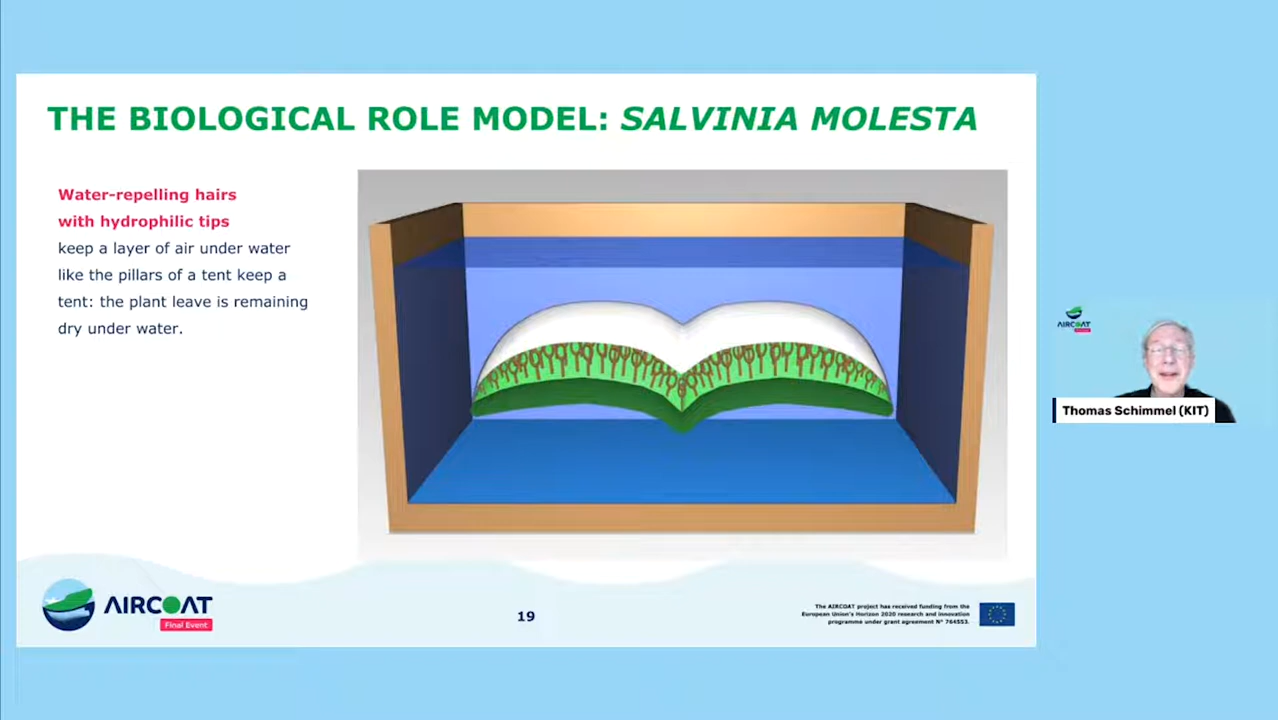 THE BIOLOGICAL ROLE MODEL: SALVINIA MOLESTA
Water-repelling hairs
with hydrophilic tips
keep a layer of air under water
like the pillars of a tent keep a
tent: the plant leave is remaining
dry under water.
AIRCOAT
Thomas Schimmel (KIT)
AIRCOAT
Final Event
19
The AIRCOAT project has received funding from the
European Union's Horizon 2020 research and innovation
programme under grant agreement N° 764553.